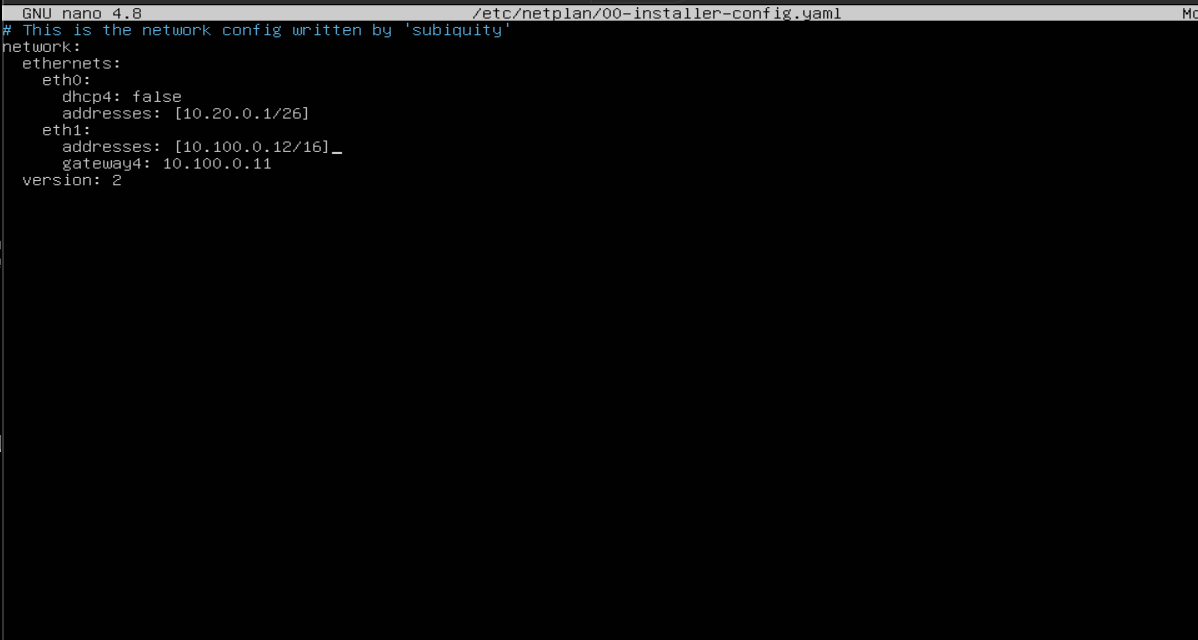 GNU nano 4.8 /etc/netplan/00-installer-config.yaml
# This is the network config written by 'subiquity'
network:
  ethernets:
    eth0:
      dhcp4: false
      addresses: [10.20.0.1/26]
    eth1:
      addresses: [10.100.0.12/16]
      gateway4: 10.100.0.11
  version: 2